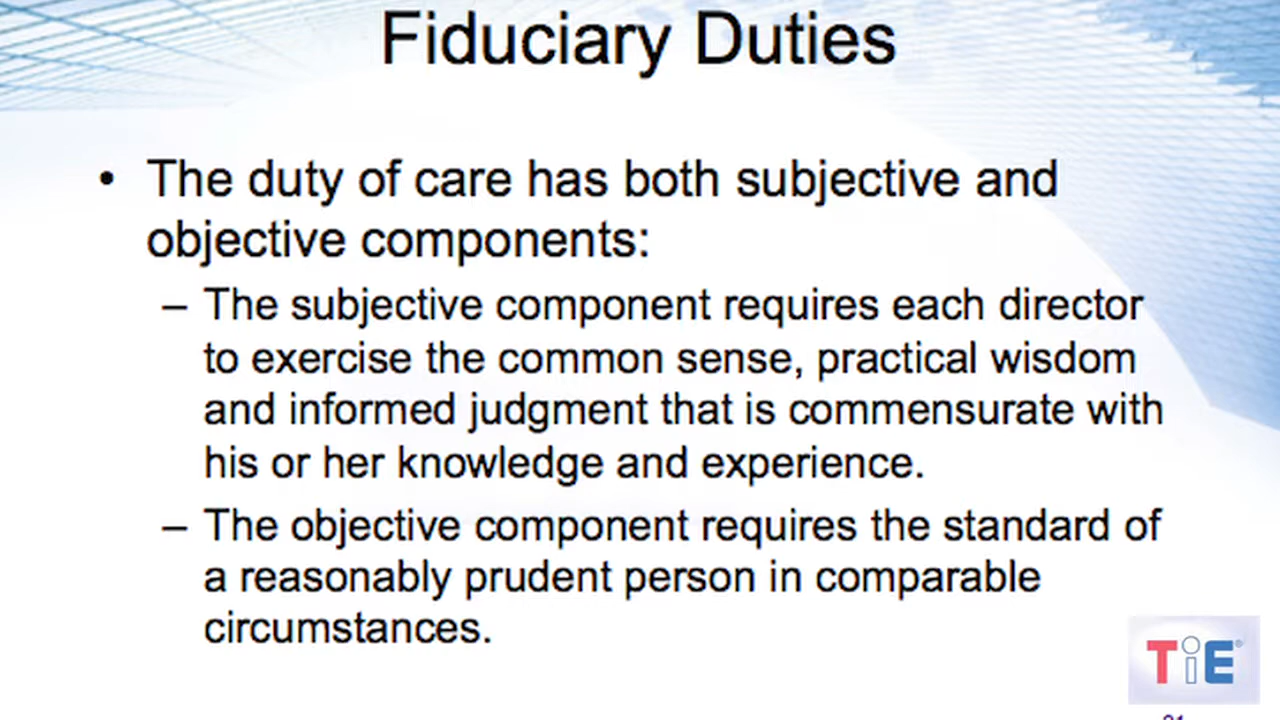 Fiduciary Duties
• The duty of care has both subjective and
objective components:
– The subjective component requires each director
to exercise the common sense, practical wisdom
and informed judgment that is commensurate with
his or her knowledge and experience.
– The objective component requires the standard of
a reasonably prudent person in comparable
circumstances.
TiE®